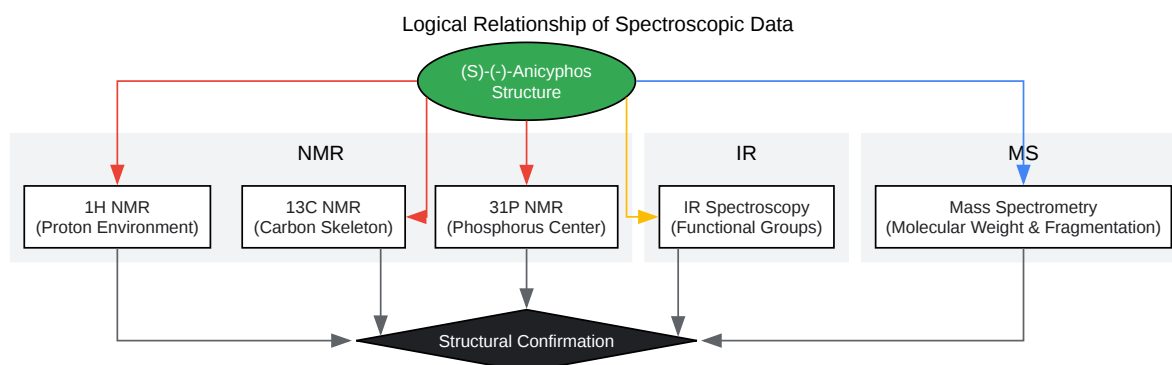 Logical Relationship of Spectroscopic Data
(S)-(-)-Anicyphos
Structure
NMR
IR
MS
1H NMR
(Proton Environment)
13C NMR
(Carbon Skeleton)
31P NMR
(Phosphorus Center)
IR Spectroscopy
(Functional Groups)
Mass Spectrometry
(Molecular Weight & Fragmentation)
Structural Confirmation